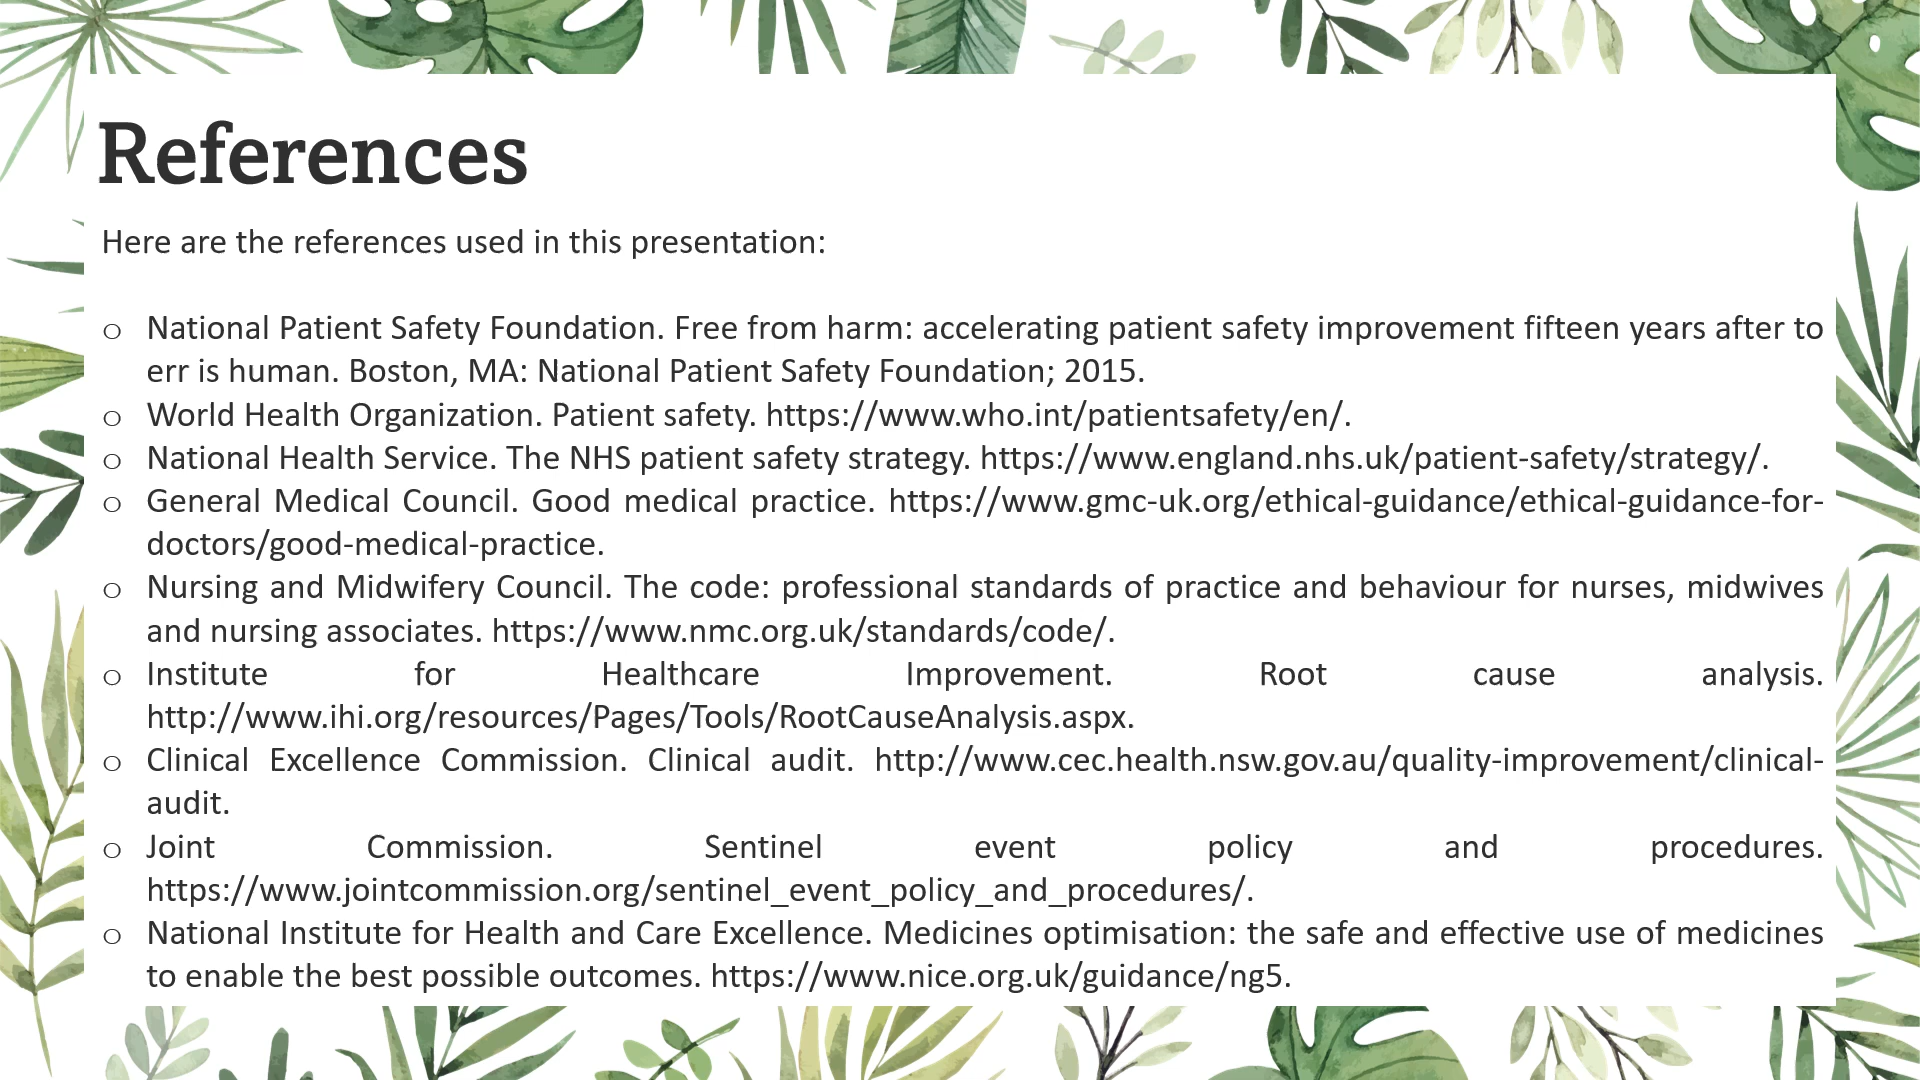 References
Here are the references used in this presentation:
o National Patient Safety Foundation. Free from harm: accelerating patient safety improvement fifteen years after to
err is human. Boston, MA: National Patient Safety Foundation; 2015.
o World Health Organization. Patient safety. https://www.who.int/patientsafety/en/.
o National Health Service. The NHS patient safety strategy. https://www.england.nhs.uk/patient-safety/strategy/.
o General Medical Council. Good medical practice. https://www.gmc-uk.org/ethical-guidance/ethical-guidance-for-
doctors/good-medical-practice.
o Nursing and Midwifery Council. The code: professional standards of practice and behaviour for nurses, midwives
and nursing associates. https://www.nmc.org.uk/standards/code/.
o Institute for Healthcare Improvement. Root cause analysis.
http://www.ihi.org/resources/Pages/Tools/RootCauseAnalysis.aspx.
o Clinical Excellence Commission. Clinical audit. http://www.cec.health.nsw.gov.au/quality-improvement/clinical-
audit.
o Joint Commission. Sentinel event policy and procedures.
https://www.jointcommission.org/sentinel_event_policy_and_procedures/.
o National Institute for Health and Care Excellence. Medicines optimisation: the safe and effective use of medicines
to enable the best possible outcomes. https://www.nice.org.uk/guidance/ng5.